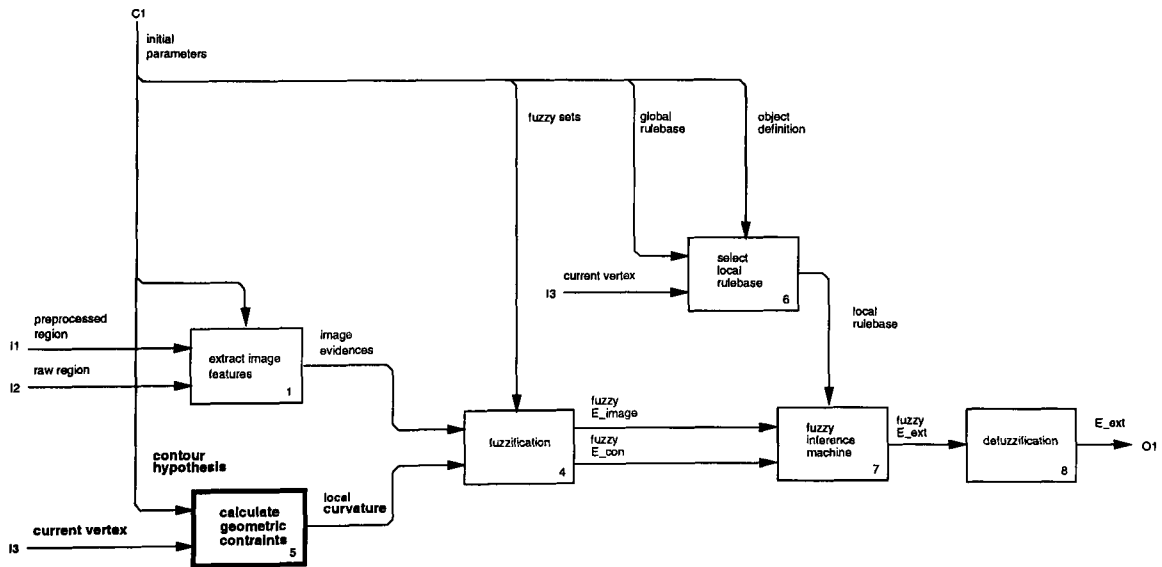 C1
initial
parameters
fuzzy sets
global
rulebase
object
definition
select
local
rulebase
6
current vertex
I3
local
rulebase
preprocessed
region
I1
raw region
I2
extract image
features
1
image
evidences
fuzzification
4
fuzzy
E_image
fuzzy
E_con
fuzzy
inference
machine
7
fuzzy
E_ext
defuzzification
8
E_ext
O1
contour
hypothesis
current vertex
I3
calculate
geometric
contraints
5
local
curvature